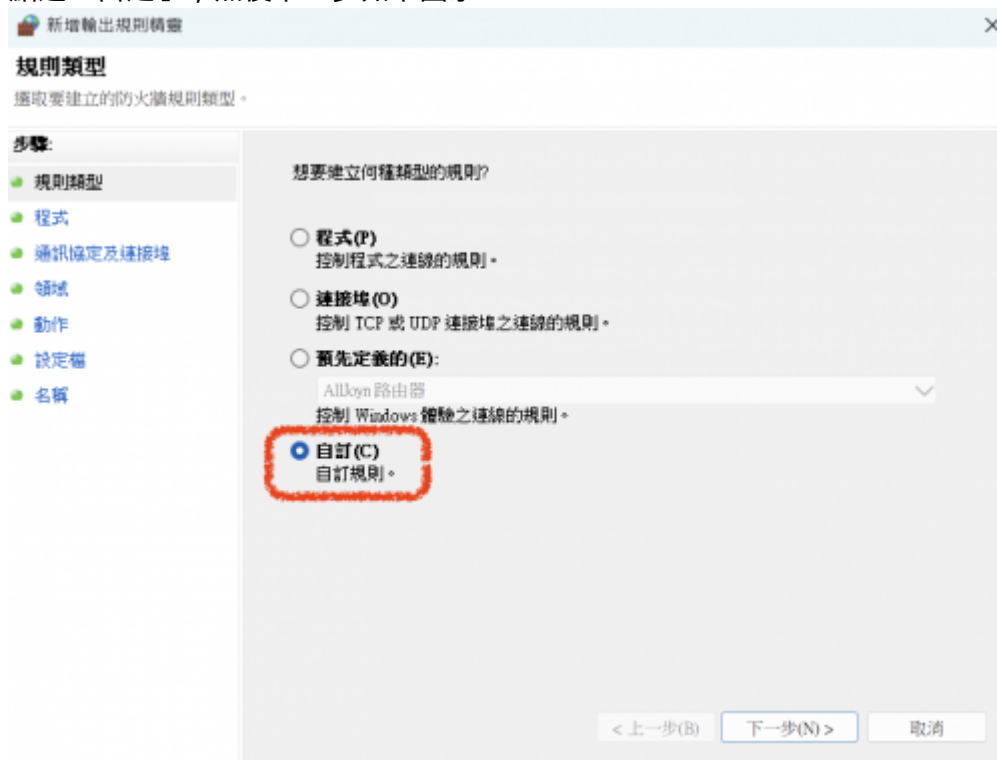 新增輸出規則精靈
規則類型
選取要建立的防火牆規則類型。
步驟:
規則類型
程式
通訊協定及連接埠
領域
動作
設定檔
名稱
想要建立何種類型的規則?
程式(P)
控制程式之連線的規則。
連接埠(O)
控制 TCP 或 UDP 連接埠之連線的規則。
預先定義的(E):
AllJoyn 路由器
控制 Windows 體驗之連線的規則。
自訂(C)
自訂規則。
< 上一步(B)
下一步(N) >
取消